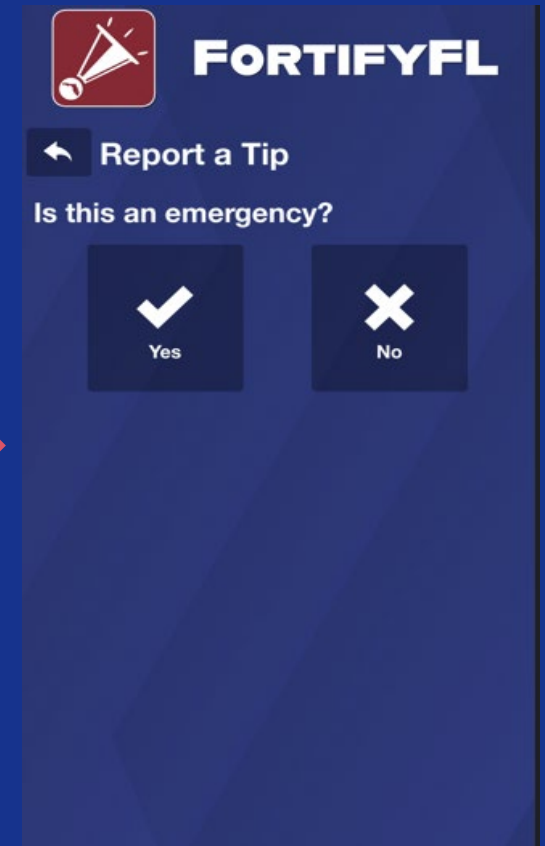 FORTIFYFL
Report a Tip
Is this an emergency?
Yes
No